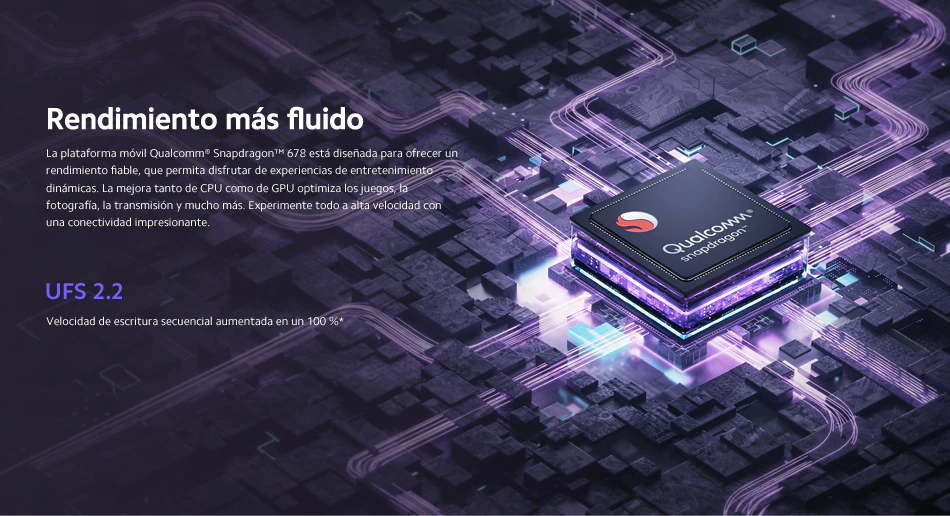 Rendimiento más fluido
La plataforma móvil Qualcomm® Snapdragon™ 678 está diseñada para ofrecer un
rendimiento fiable, que permita disfrutar de experiencias de entretenimiento
dinámicas. La mejora tanto de CPU como de GPU optimiza los juegos, la
fotografía, la transmisión y mucho más. Experimente todo a alta velocidad con
una conectividad impresionante.
UFS 2.2
Velocidad de escritura secuencial aumentada en un 100 %*
Qualcomm®
snapdragon™